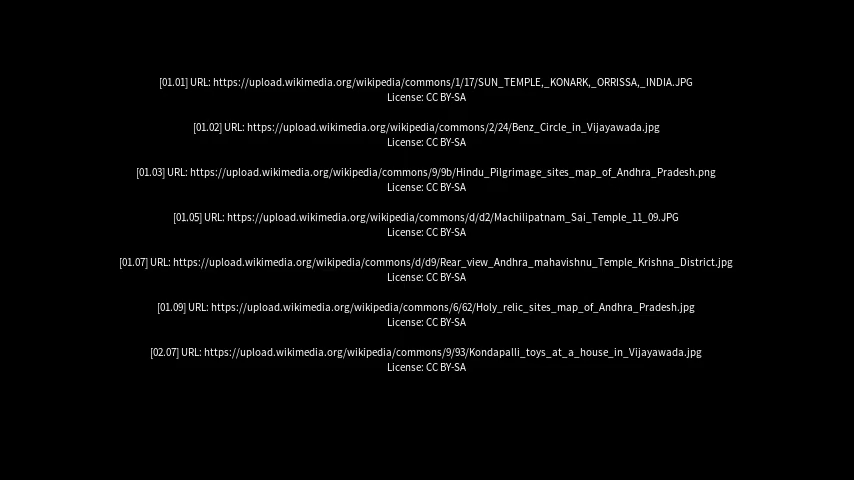 [01.01] URL: https://upload.wikimedia.org/wikipedia/commons/1/17/SUN_TEMPLE,_KONARK,_ORRISSA,_INDIA.JPG
License: CC BY-SA
[01.02] URL: https://upload.wikimedia.org/wikipedia/commons/2/24/Benz_Circle_in_Vijayawada.jpg
License: CC BY-SA
[01.03] URL: https://upload.wikimedia.org/wikipedia/commons/9/9b/Hindu_Pilgrimage_sites_map_of_Andhra_Pradesh.png
License: CC BY-SA
[01.05] URL: https://upload.wikimedia.org/wikipedia/commons/d/d2/Machilipatnam_Sai_Temple_11_09.JPG
License: CC BY-SA
[01.07] URL: https://upload.wikimedia.org/wikipedia/commons/d/d9/Rear_view_Andhra_mahavishnu_Temple_Krishna_District.jpg
License: CC BY-SA
[01.09] URL: https://upload.wikimedia.org/wikipedia/commons/6/62/Holy_relic_sites_map_of_Andhra_Pradesh.jpg
License: CC BY-SA
[02.07] URL: https://upload.wikimedia.org/wikipedia/commons/9/93/Kondapalli_toys_at_a_house_in_Vijayawada.jpg
License: CC BY-SA